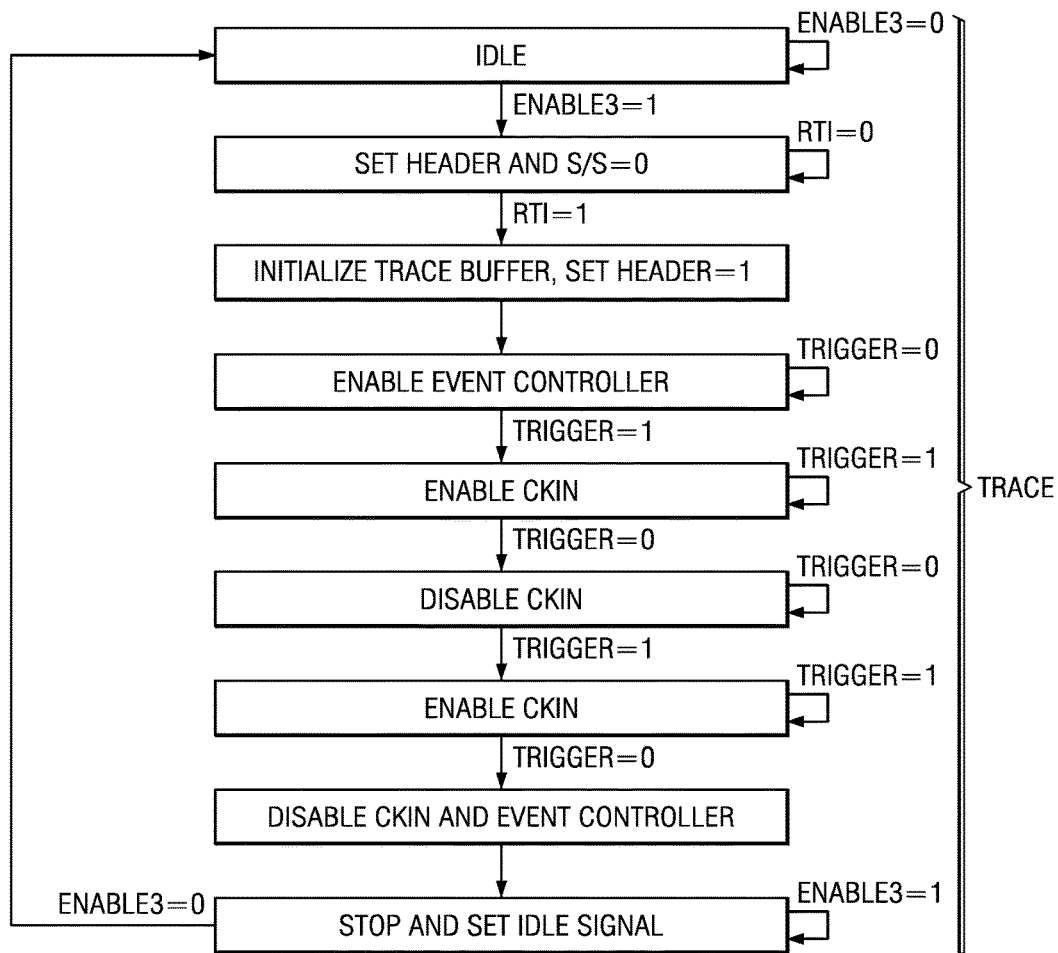 ENABLE3=0
IDLE
ENABLE3=1
RTI=0
SET HEADER AND S/S=0
RTI=1
INITIALIZE TRACE BUFFER, SET HEADER=1
TRIGGER=0
ENABLE EVENT CONTROLLER
TRIGGER=1
TRIGGER=1
ENABLE CKIN
TRACE
TRIGGER=0
TRIGGER=0
DISABLE CKIN
TRIGGER=1
TRIGGER=1
ENABLE CKIN
TRIGGER=0
DISABLE CKIN AND EVENT CONTROLLER
ENABLE3=0
ENABLE3=1
STOP AND SET IDLE SIGNAL